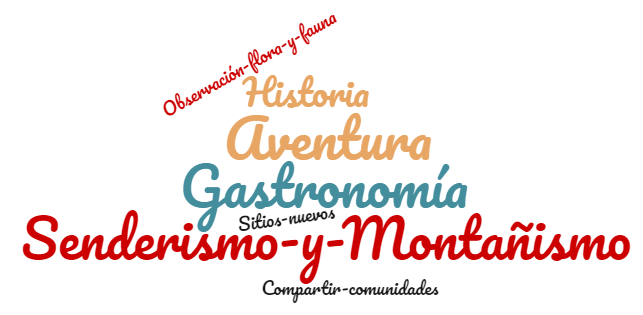 Observación-flora-y-fauna
Historia
Aventura
Gastronomía
Sitios-nuevos
Senderismo-y-Montañismo
Compartir-comunidades